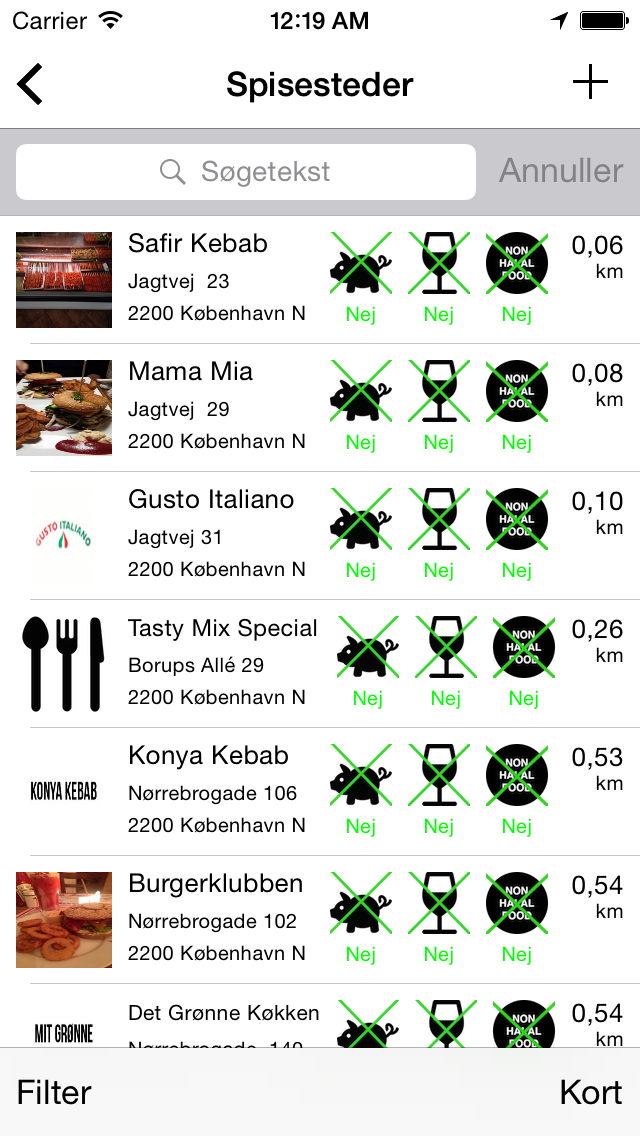 Carrier 12:19 AM
Spisesteder
Søgetekst Annuller
Safir Kebab
Jagtvej 23
2200 København N
NON HALAL FOOD
Nej Nej Nej
0,06 km
Mama Mia
Jagtvej 29
2200 København N
NON HALAL FOOD
Nej Nej Nej
0,08 km
GUSTO ITALIANO
Gusto Italiano
Jagtvej 31
2200 København N
NON HALAL FOOD
Nej Nej Nej
0,10 km
Tasty Mix Special
Borups Allé 29
2200 København N
NON HALAL FOOD
Nej Nej Nej
0,26 km
KONYA KEBAB
Konya Kebab
Nørrebrogade 106
2200 København N
NON HALAL FOOD
Nej Nej Nej
0,53 km
Burgerklubben
Nørrebrogade 102
2200 København N
NON HALAL FOOD
Nej Nej Nej
0,54 km
MIT GRØNNE
Det Grønne Køkken
Nørrebrogade 140
NON HALAL FOOD
0,54 km
Filter Kort